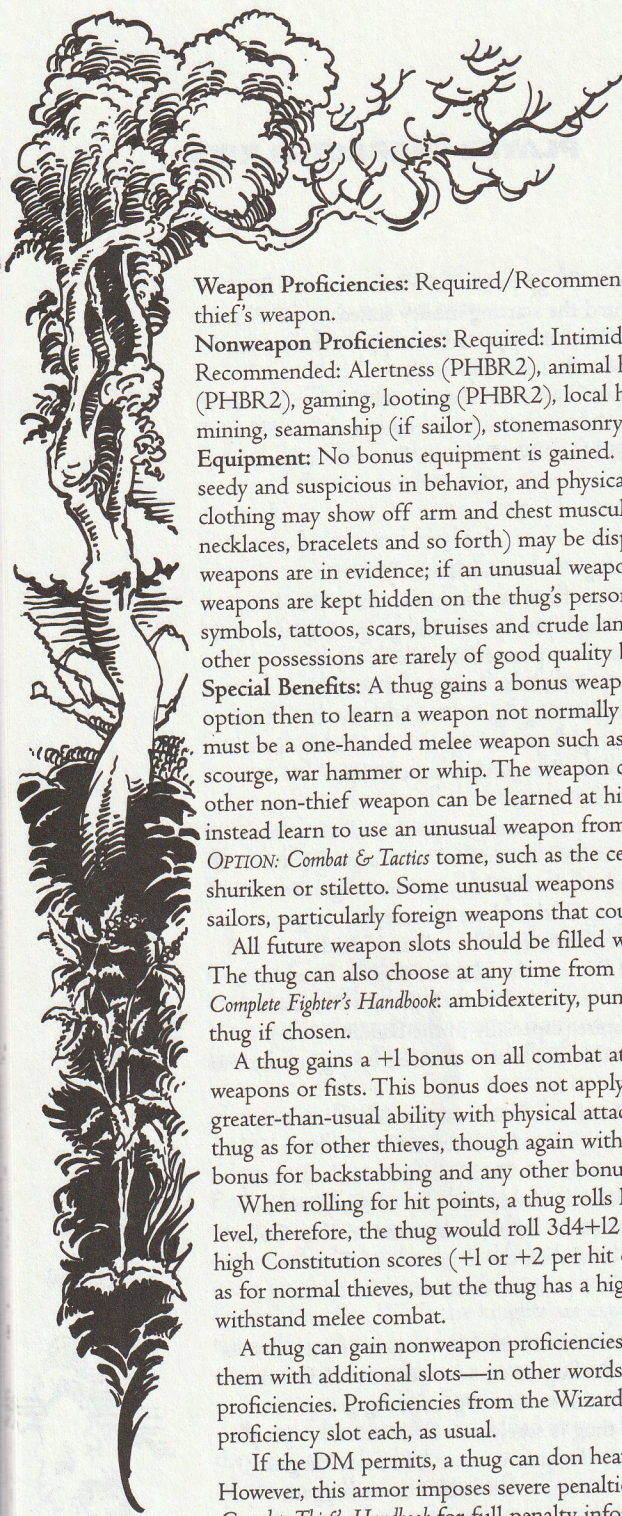 Weapon Proficiencies: Required/Recommen
thief's weapon.
Nonweapon Proficiencies: Required: Intimid
Recommended: Alertness (PHBR2), animal h
(PHBR2), gaming, looting (PHBR2), local h
mining, seamanship (if sailor), stonemasonry
Equipment: No bonus equipment is gained.
seedy and suspicious in behavior, and physica
clothing may show off arm and chest muscul
necklaces, bracelets and so forth) may be disp
weapons are in evidence; if an unusual weapo
weapons are kept hidden on the thug's person
symbols, tattoos, scars, bruises and crude lan
other possessions are rarely of good quality b
Special Benefits: A thug gains a bonus weap
option then to learn a weapon not normally
must be a one-handed melee weapon such as
scourge, war hammer or whip. The weapon c
other non-thief weapon can be learned at hi
instead learn to use an unusual weapon from
OPTION: Combat & Tactics tome, such as the ce
shuriken or stiletto. Some unusual weapons
sailors, particularly foreign weapons that cou
All future weapon slots should be filled w
The thug can also choose at any time from
Complete Fighter's Handbook: ambidexterity, pun
thug if chosen.
A thug gains a +1 bonus on all combat at
weapons or fists. This bonus does not apply
greater-than-usual ability with physical attac
thug as for other thieves, though again with
bonus for backstabbing and any other bonu
When rolling for hit points, a thug rolls
level, therefore, the thug would roll 3d4+12
high Constitution scores (+1 or +2 per hit
as for normal thieves, but the thug has a hig
withstand melee combat.
A thug can gain nonweapon proficiencies
them with additional slots—in other words
proficiencies. Proficiencies from the Wizard
proficiency slot each, as usual.
If the DM permits, a thug can don heav
However, this armor imposes severe penaltie
Thief's Handbook for full penalty info